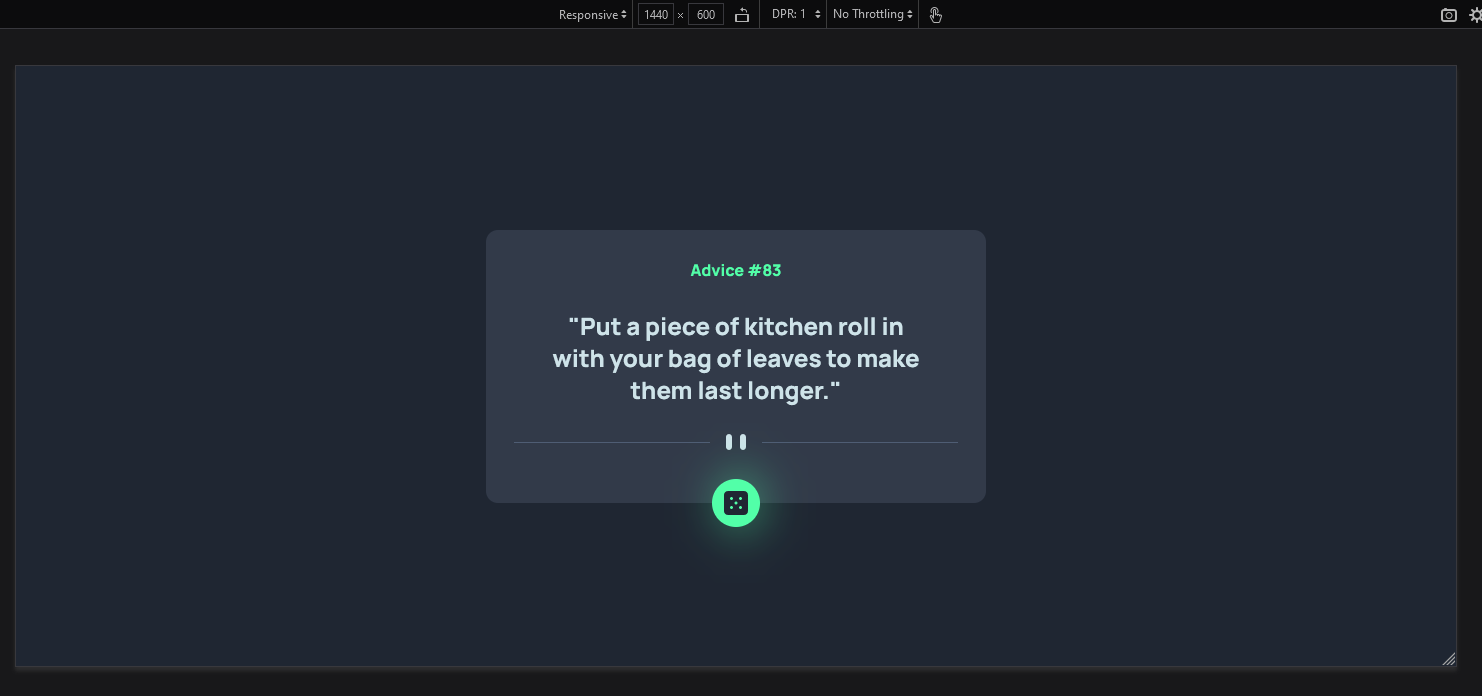 Responsive 1440 × 600 DPR: 1 No Throttling
Advice #83
"Put a piece of kitchen roll in
with your bag of leaves to make
them last longer."